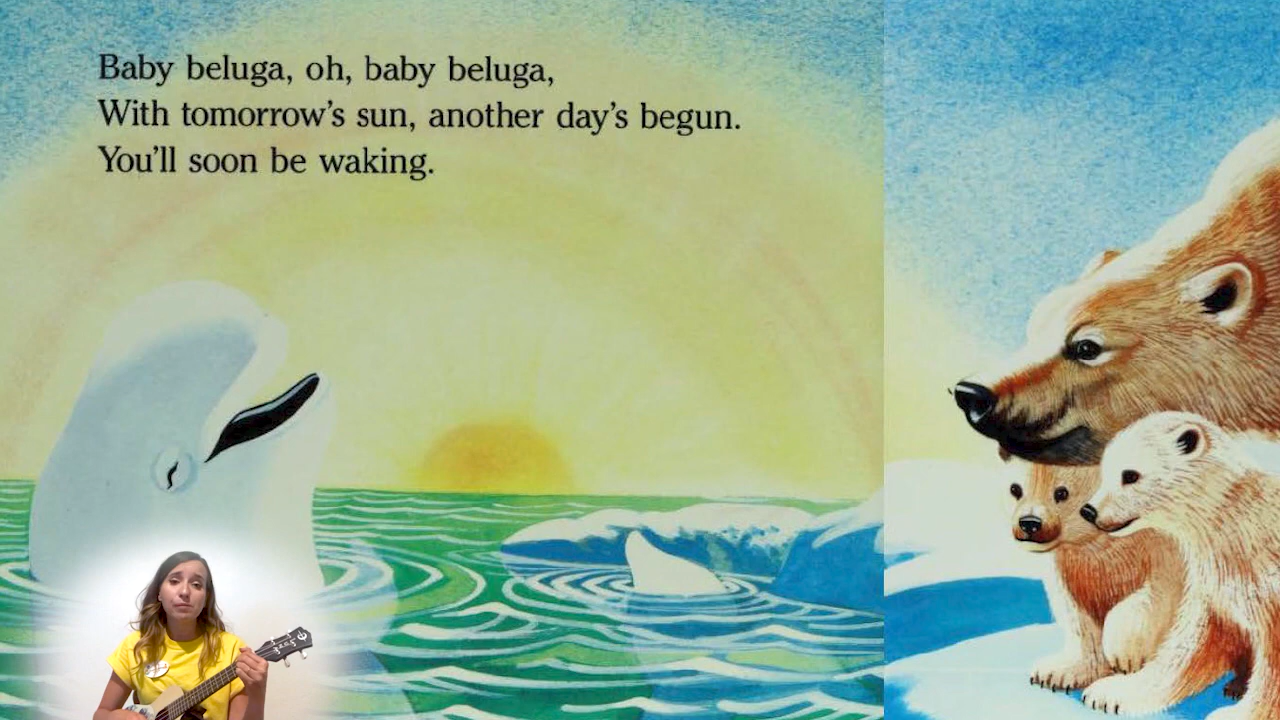 Baby beluga, oh, baby beluga,
With tomorrow's sun, another day's begun.
You'll soon be waking.